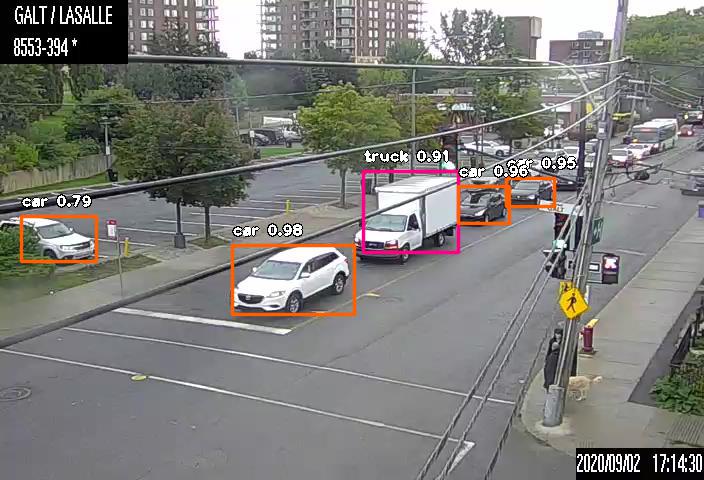 GALT / LASALLE
8553-394 *
truck 0.91
car 0.96
car 0.95
car 0.79
car 0.98
2020/09/02 17:14:30